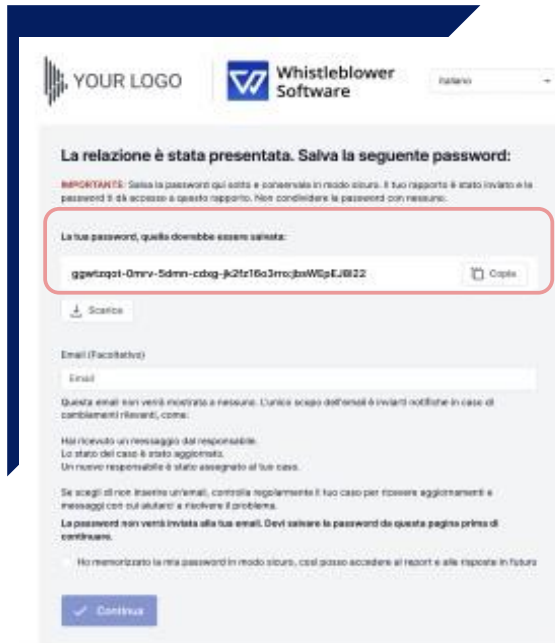 YOUR LOGO
Whistleblower
Software
Italiano
La relazione è stata presentata. Salva la seguente password:
IMPORTANTE: Salva la password qui sotto e conservala in modo sicuro. Il tuo rapporto è stato inviato e la
password ti dà accesso a questo rapporto. Non condividere la password con nessuno.
La tua password, quella dovrebbe essere salvata:
Copia
Scarica
Email (Facoltativo)
Email
Questa email non verrà mostrata a nessuno. L'unico scopo dell'email è inviarti notifiche in caso di
cambiamenti rilevanti, come:
Hai ricevuto un messaggio dal responsabile.
Lo stato del caso è stato aggiornato.
Un nuovo responsabile è stato assegnato al tuo caso.
Se scegli di non inserire un'email, controlla regolarmente il tuo caso per ricevere aggiornamenti e
messaggi con cui aiutarci a risolvere il problema.
La password non verrà inviata alla tua email. Devi salvare la password da questa pagina prima di
continuare.
Ho memorizzato la mia password in modo sicuro, così posso accedere al report e alle risposte in futuro
Continua